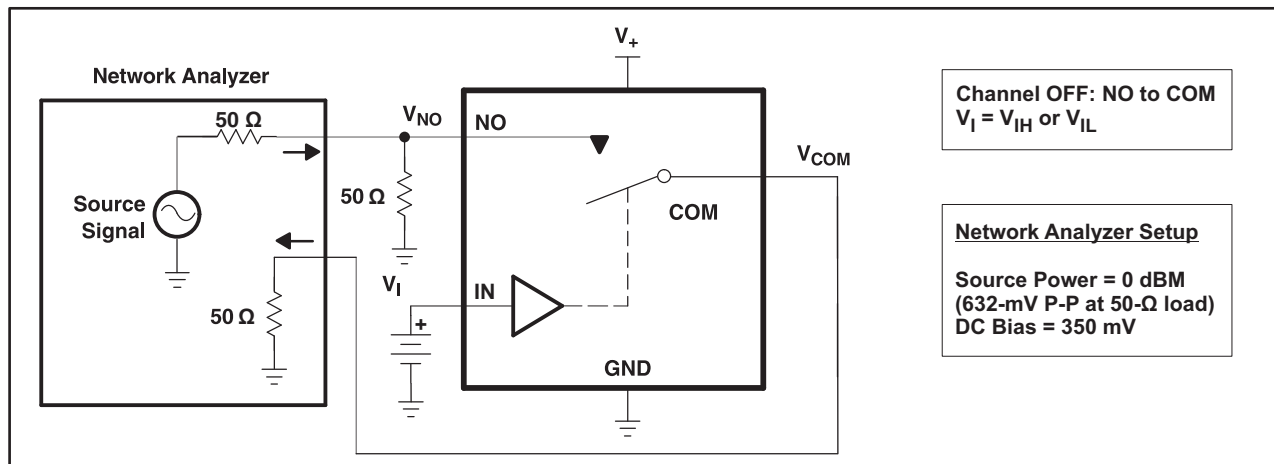 V+
Network Analyzer
50 Ω
VNO
NO
Channel OFF: NO to COM
VI = VIH or VIL
VCOM
50 Ω
Source
Signal
COM
Network Analyzer Setup
Source Power = 0 dBM
(632-mV P-P at 50-Ω load)
DC Bias = 350 mV
VI
IN
50 Ω
+
GND